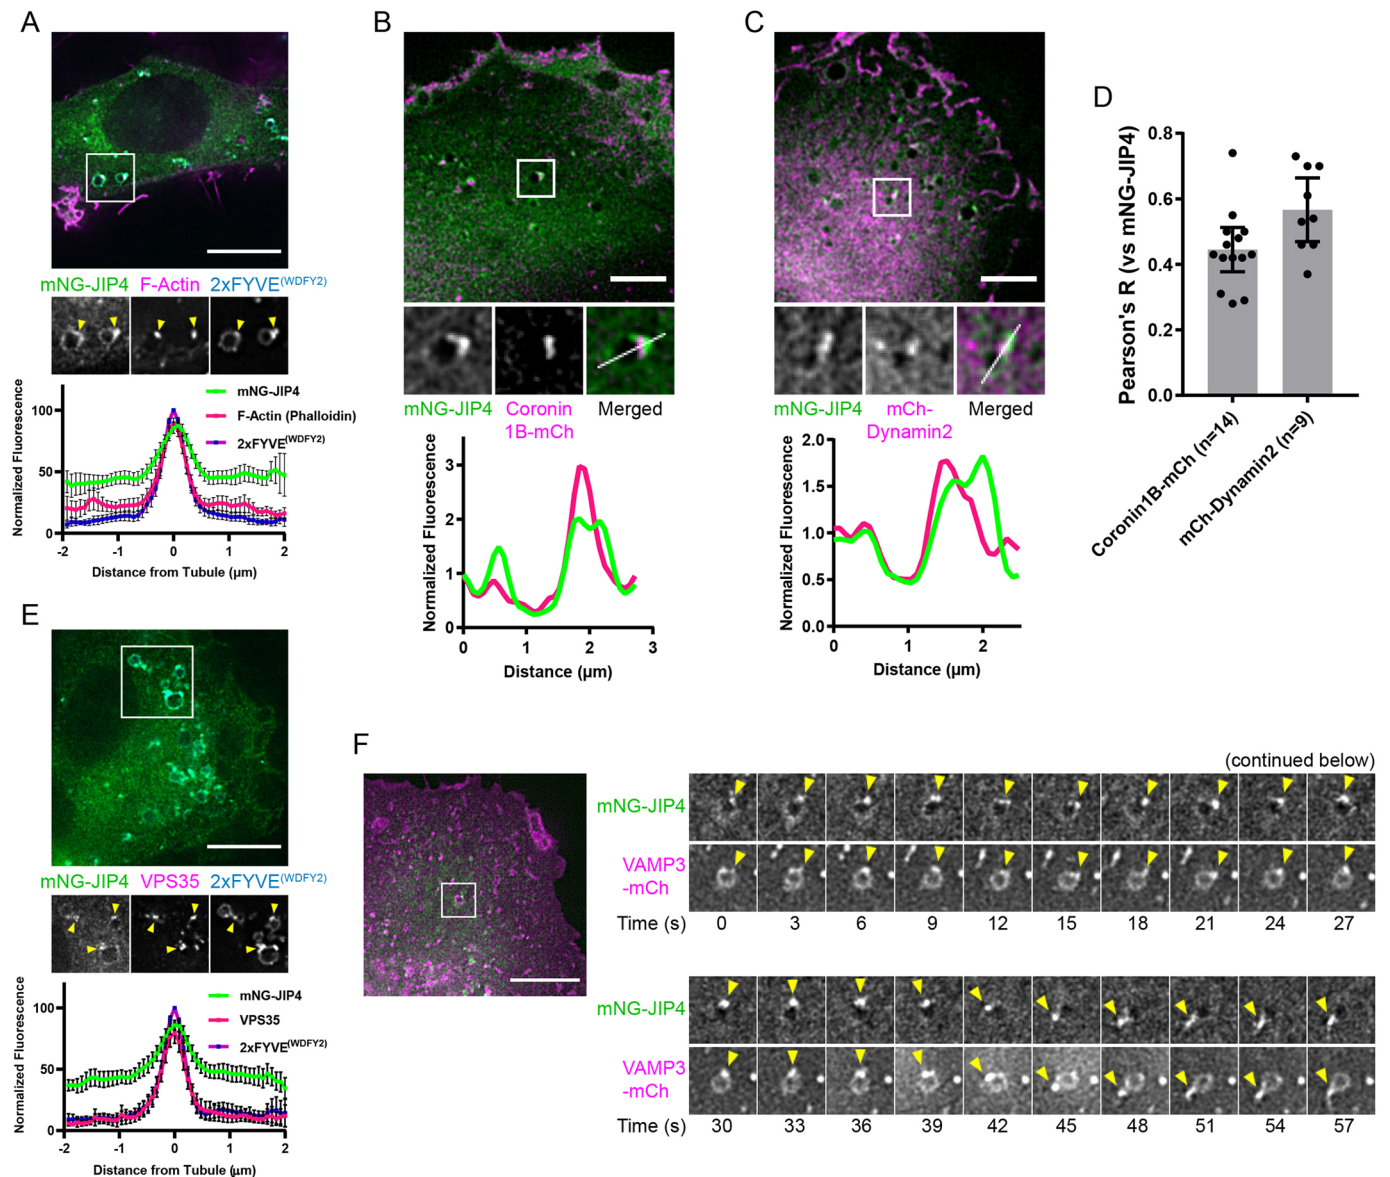 A
mNG-JIP4 F-Actin 2xFYVE(WDFY2)
Normalized Fluorescence
100
50
0
mNG-JIP4
F-Actin (Phalloidin)
2xFYVE(WDFY2)
-2 -1 0 1 2
Distance from Tubule (µm)
B
mNG-JIP4 Coronin 1B-mCh Merged
Normalized Fluorescence
3
2
1
0
0 1 2 3
Distance (µm)
C
mNG-JIP4 mCh-Dynamin2 Merged
Normalized Fluorescence
2.0
1.5
1.0
0.5
0.0
0 1 2
Distance (µm)
D
Pearson's R (vs mNG-JIP4)
0.8
0.6
0.4
0.2
0.0
Coronin1B-mCh (n=14)
mCh-Dynamin2 (n=9)
E
mNG-JIP4 VPS35 2xFYVE(WDFY2)
Normalized Fluorescence
100
50
0
mNG-JIP4
VPS35
2xFYVE(WDFY2)
-2 -1 0 1 2
Distance from Tubule (µm)
F
(continued below)
mNG-JIP4
VAMP3
-mCh
Time (s) 0 3 6 9 12 15 18 21 24 27
mNG-JIP4
VAMP3
-mCh
Time (s) 30 33 36 39 42 45 48 51 54 57